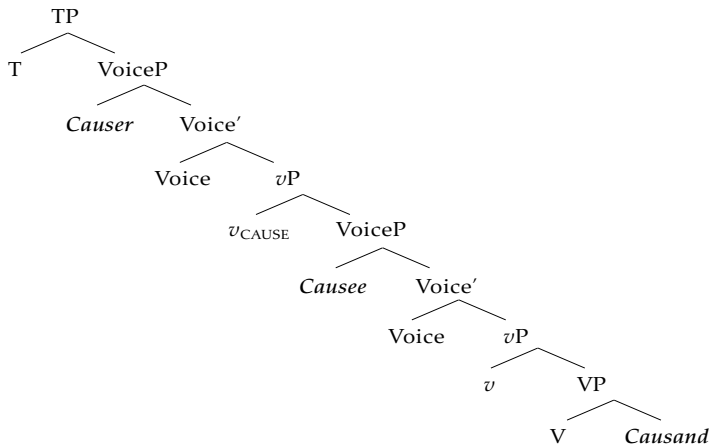 TP
T VoiceP
Causer Voice′
Voice vP
vCAUSE VoiceP
Causee Voice′
Voice vP
v VP
V Causand